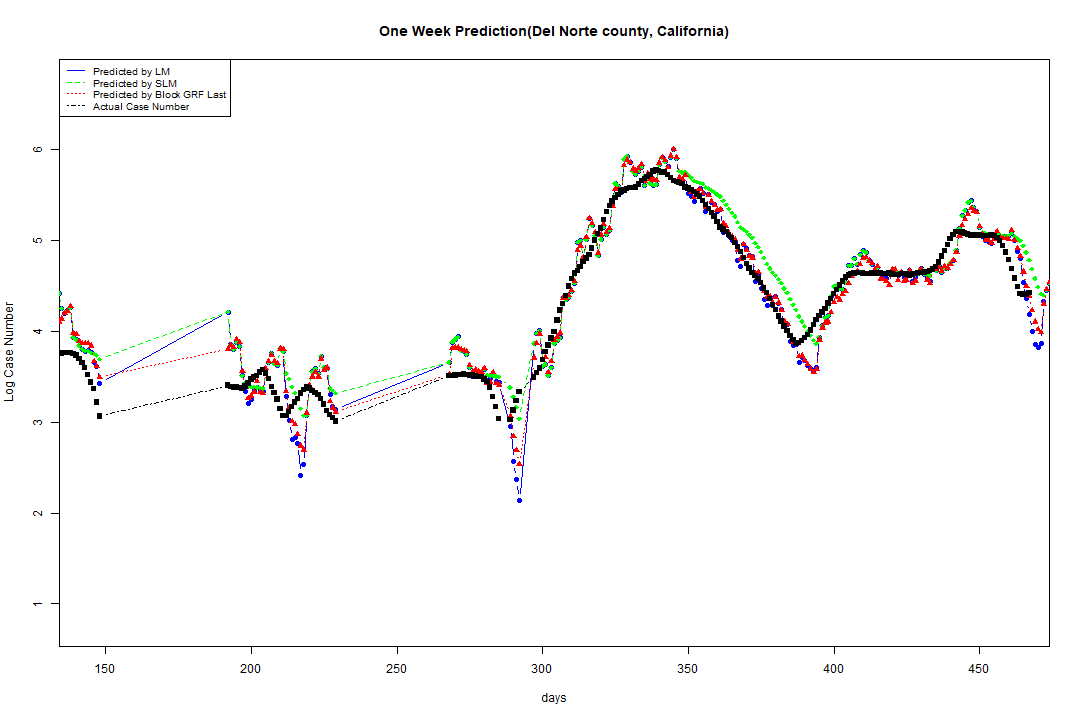 One Week Prediction(Del Norte county, California)
Predicted by LM
Predicted by SLM
Predicted by Block GRF Last
Actual Case Number
6
5
4
3
2
1
Log Case Number
150 200 250 300 350 400 450
days